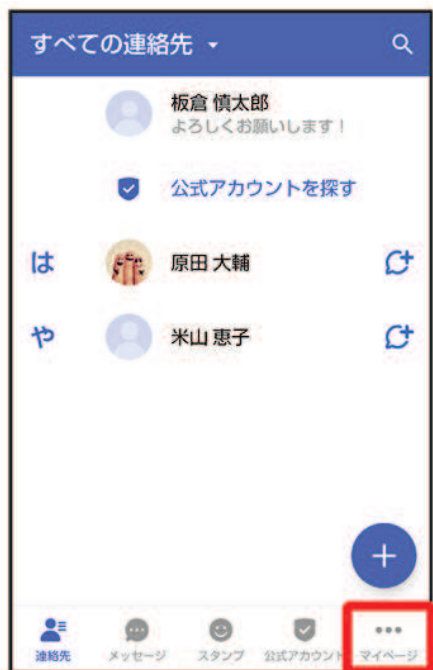 すべての連絡先
板倉 慎太郎
よろしくお願いします！
公式アカウントを探す
は 原田 大輔
や 米山 恵子
連絡先 メッセージ スタンプ 公式アカウント マイページ